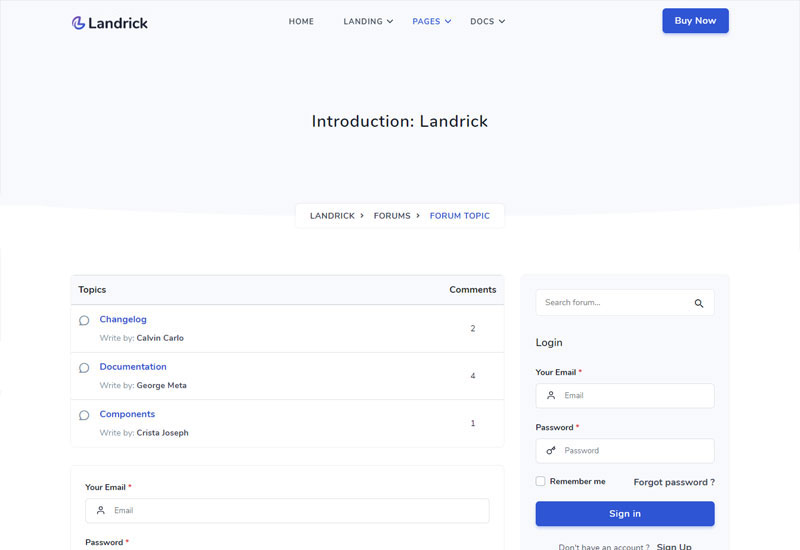 Landrick
HOME LANDING PAGES DOCS
Buy Now
Introduction: Landrick
LANDRICK FORUMS FORUM TOPIC
Topics Comments
Changelog
Write by: Calvin Carlo
2
Documentation
Write by: George Meta
4
Components
Write by: Crista Joseph
1
Your Email *
Email
Password *
Search forum...
Login
Your Email *
Email
Password *
Password
Remember me Forgot password ?
Sign in
Don't have an account ? Sign Up